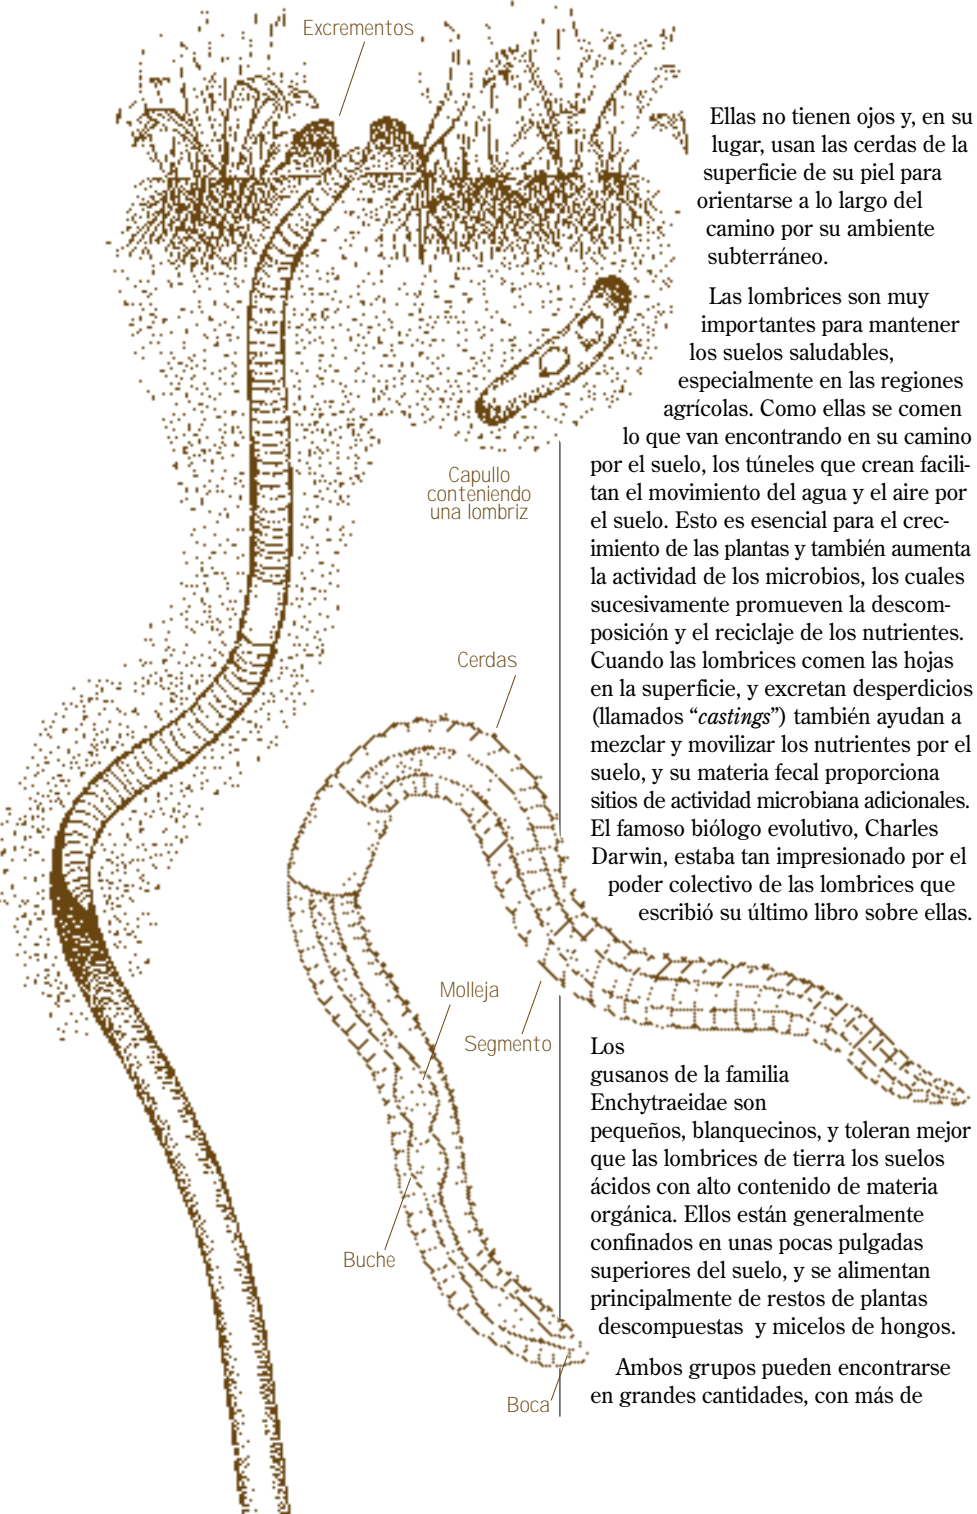 Excrementos
Ellas no tienen ojos y, en su
lugar, usan las cerdas de la
superficie de su piel para
orientarse a lo largo del
camino por su ambiente
subterráneo.
Las lombrices son muy
importantes para mantener
los suelos saludables,
especialmente en las regiones
agrícolas. Como ellas se comen
lo que van encontrando en su camino
por el suelo, los túneles que crean facili-
tan el movimiento del agua y el aire por
el suelo. Esto es esencial para el crec-
imiento de las plantas y también aumenta
la actividad de los microbios, los cuales
sucesivamente promueven la descom-
posición y el reciclaje de los nutrientes.
Cuando las lombrices comen las hojas
en la superficie, y excretan desperdicios
(llamados “castings”) también ayudan a
mezclar y movilizar los nutrientes por el
suelo, y su materia fecal proporciona
sitios de actividad microbiana adicionales.
El famoso biólogo evolutivo, Charles
Darwin, estaba tan impresionado por el
poder colectivo de las lombrices que
escribió su último libro sobre ellas.
Capullo
conteniendo
una lombriz
Cerdas
Molleja
Segmento
Buche
Boca
Los
gusanos de la familia
Enchytraeidae son
pequeños, blanquecinos, y toleran mejor
que las lombrices de tierra los suelos
ácidos con alto contenido de materia
orgánica. Ellos están generalmente
confinados en unas pocas pulgadas
superiores del suelo, y se alimentan
principalmente de restos de plantas
descompuestas y micelos de hongos.
Ambos grupos pueden encontrarse
en grandes cantidades, con más de